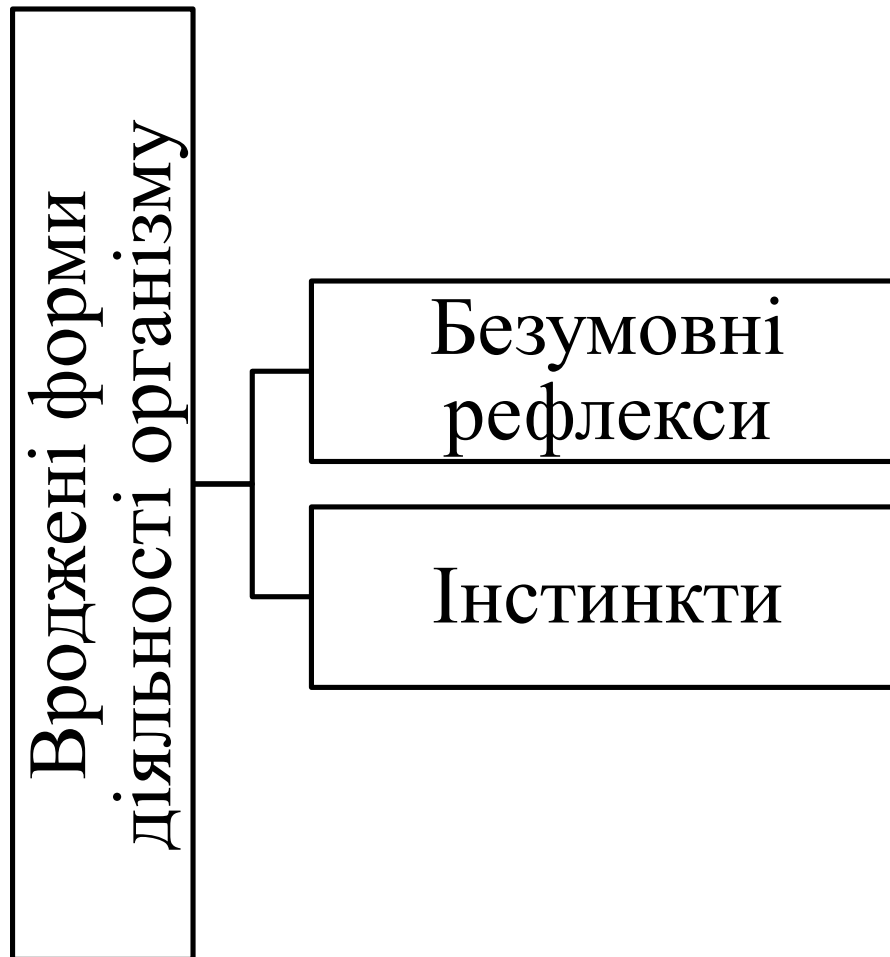 Вроджені форми
діяльності організму
Безумовні
рефлекси
Інстинкти